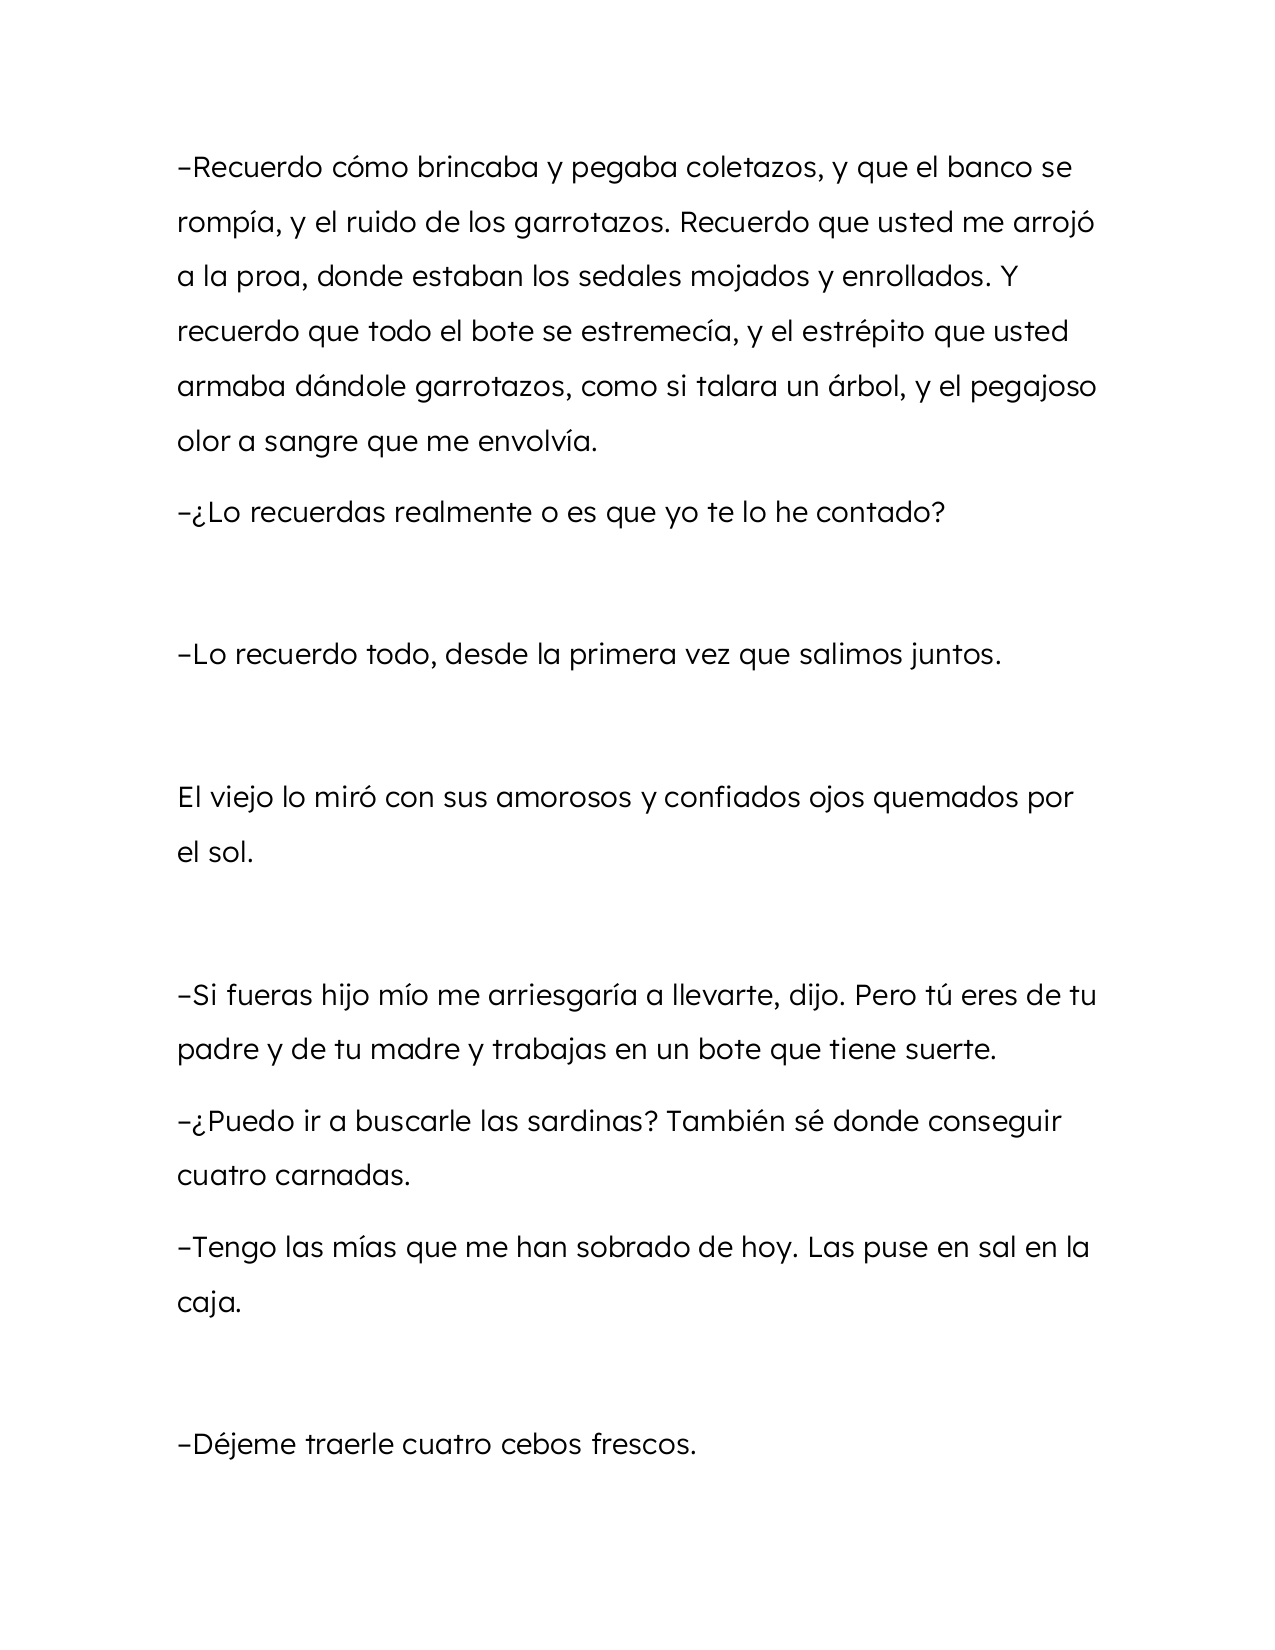 –Recuerdo cómo brincaba y pegaba coletazos, y que el banco se
rompía, y el ruido de los garrotazos. Recuerdo que usted me arrojó
a la proa, donde estaban los sedales mojados y enrollados. Y
recuerdo que todo el bote se estremecía, y el estrépito que usted
armaba dándole garrotazos, como si talara un árbol, y el pegajoso
olor a sangre que me envolvía.
–¿Lo recuerdas realmente o es que yo te lo he contado?
–Lo recuerdo todo, desde la primera vez que salimos juntos.
El viejo lo miró con sus amorosos y confiados ojos quemados por
el sol.
–Si fueras hijo mío me arriesgaría a llevarte, dijo. Pero tú eres de tu
padre y de tu madre y trabajas en un bote que tiene suerte.
–¿Puedo ir a buscarle las sardinas? También sé donde conseguir
cuatro carnadas.
–Tengo las mías que me han sobrado de hoy. Las puse en sal en la
caja.
–Déjeme traerle cuatro cebos frescos.